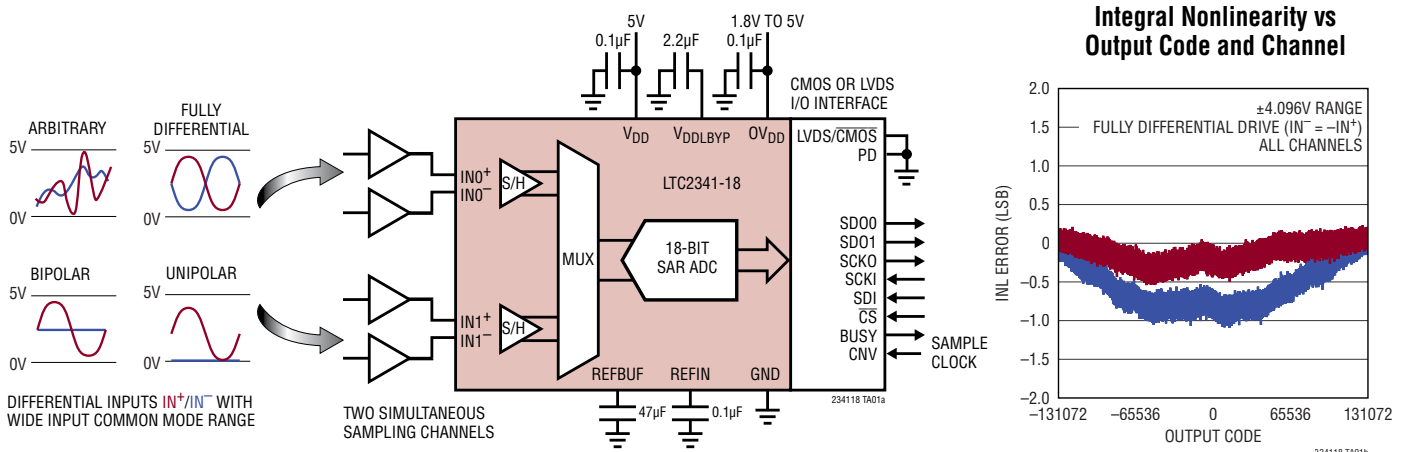 ARBITRARY
5V
0V
FULLY
DIFFERENTIAL
5V
0V
BIPOLAR
5V
0V
UNIPOLAR
5V
0V
DIFFERENTIAL INPUTS IN⁺/IN⁻ WITH
WIDE INPUT COMMON MODE RANGE
TWO SIMULTANEOUS
SAMPLING CHANNELS
5V
0.1µF
2.2µF
1.8V TO 5V
0.1µF
CMOS OR LVDS
I/O INTERFACE
VDD
VDDLBYP
OVDD
LVDS/CMOS
PD
LTC2341-18
IN0⁺
IN0⁻
S/H
MUX
18-BIT
SAR ADC
IN1⁺
IN1⁻
S/H
SDO0
SDO1
SCKO
SCKI
SDI
CS
BUSY
CNV
SAMPLE
CLOCK
REFBUF
REFIN
GND
47µF
0.1µF
234118 TA01a
Integral Nonlinearity vs
Output Code and Channel
±4.096V RANGE
FULLY DIFFERENTIAL DRIVE (IN⁻ = –IN⁺)
ALL CHANNELS
INL ERROR (LSB)
2.0
1.5
1.0
0.5
0
–0.5
–1.0
–1.5
–2.0
–131072
–65536
0
65536
131072
OUTPUT CODE
234118 TA01b